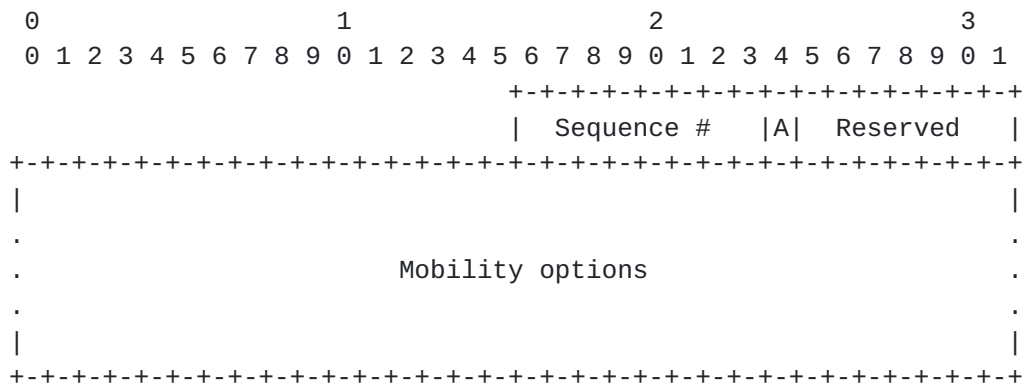 0                   1                   2                   3
 0 1 2 3 4 5 6 7 8 9 0 1 2 3 4 5 6 7 8 9 0 1 2 3 4 5 6 7 8 9 0 1
                                +-+-+-+-+-+-+-+-+-+-+-+-+-+-+-+-+
                                |  Sequence #   |A|  Reserved   |
+-+-+-+-+-+-+-+-+-+-+-+-+-+-+-+-+-+-+-+-+-+-+-+-+-+-+-+-+-+-+-+-+
|                                                               |
.                                                               .
.                        Mobility options                       .
.                                                               .
|                                                               |
+-+-+-+-+-+-+-+-+-+-+-+-+-+-+-+-+-+-+-+-+-+-+-+-+-+-+-+-+-+-+-+-+